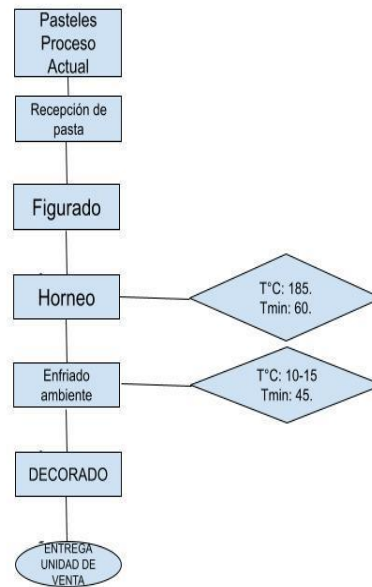 Pasteles
Proceso
Actual
Recepción de
pasta
Figurado
Horneo
T°C: 185.
Tmin: 60.
Enfriado
ambiente
T°C: 10-15
Tmin: 45.
DECORADO
ENTREGA
UNIDAD DE
VENTA